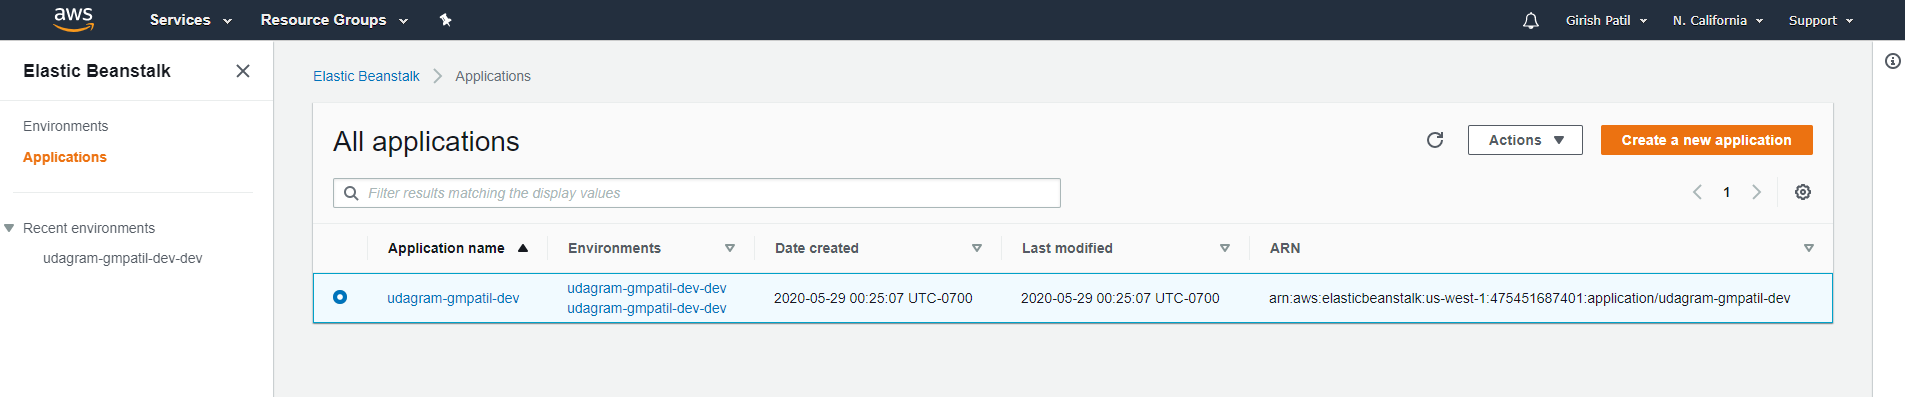 aws Services Resource Groups Girish Patil N. California Support
Elastic Beanstalk
Environments
Applications
Recent environments
udagram-gmpatil-dev-dev
Elastic Beanstalk Applications
All applications
Actions Create a new application
Filter results matching the display values
1
Application name Environments Date created Last modified ARN
udagram-gmpatil-dev udagram-gmpatil-dev-dev 2020-05-29 00:25:07 UTC-0700 2020-05-29 00:25:07 UTC-0700 arn:aws:elasticbeanstalk:us-west-1:475451687401:application/udagram-gmpatil-dev
udagram-gmpatil-dev-dev